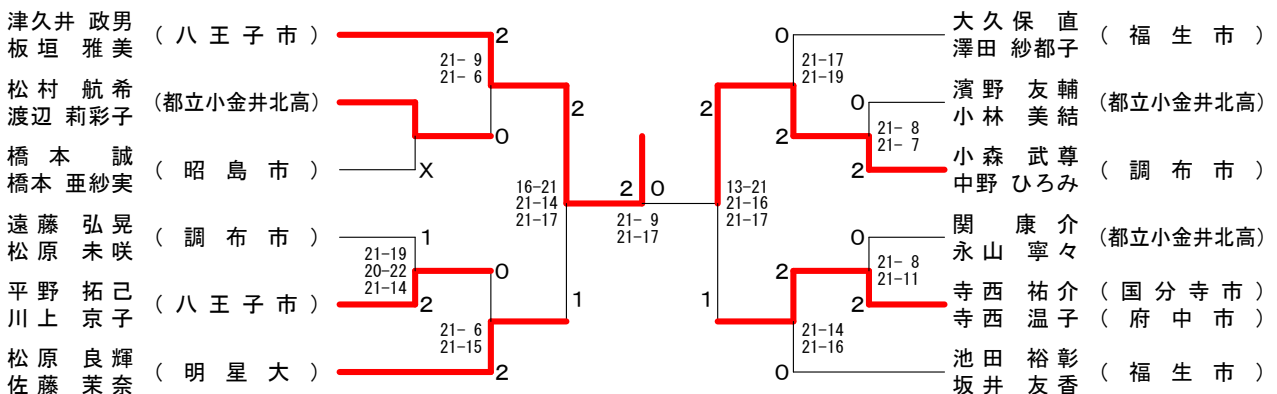 津久井 政男
板垣 雅美
( 八 王 子 市 )
松村 航希
渡辺 莉彩子
(都立小金井北高)
橋本 誠
橋本 亜紗実
( 昭 島 市 )
遠藤 弘晃
松原 未咲
( 調 布 市 )
平野 拓己
川上 京子
( 八 王 子 市 )
松原 良輝
佐藤 茉奈
( 明 星 大 )
2
21- 9
21- 6
0
X
1
21-19
20-22
21-14
2
0
21- 6
21-15
2
2
16-21
21-14
21-17
1
2 0
21- 9
21-17
2
13-21
21-16
21-17
1
0
21-17
21-19
2
0
21- 8
21- 7
2
0
21- 8
21-11
2
2
21-14
21-16
0
大久保 直
澤田 紗都子
( 福 生 市 )
濱野 友輔
小林 美結
(都立小金井北高)
小森 武尊
中野 ひろみ
( 調 布 市 )
関 康介
永山 寧々
(都立小金井北高)
寺西 祐介
( 国 分 寺 市 )
寺西 温子
( 府 中 市 )
池田 裕彰
坂井 友香
( 福 生 市 )